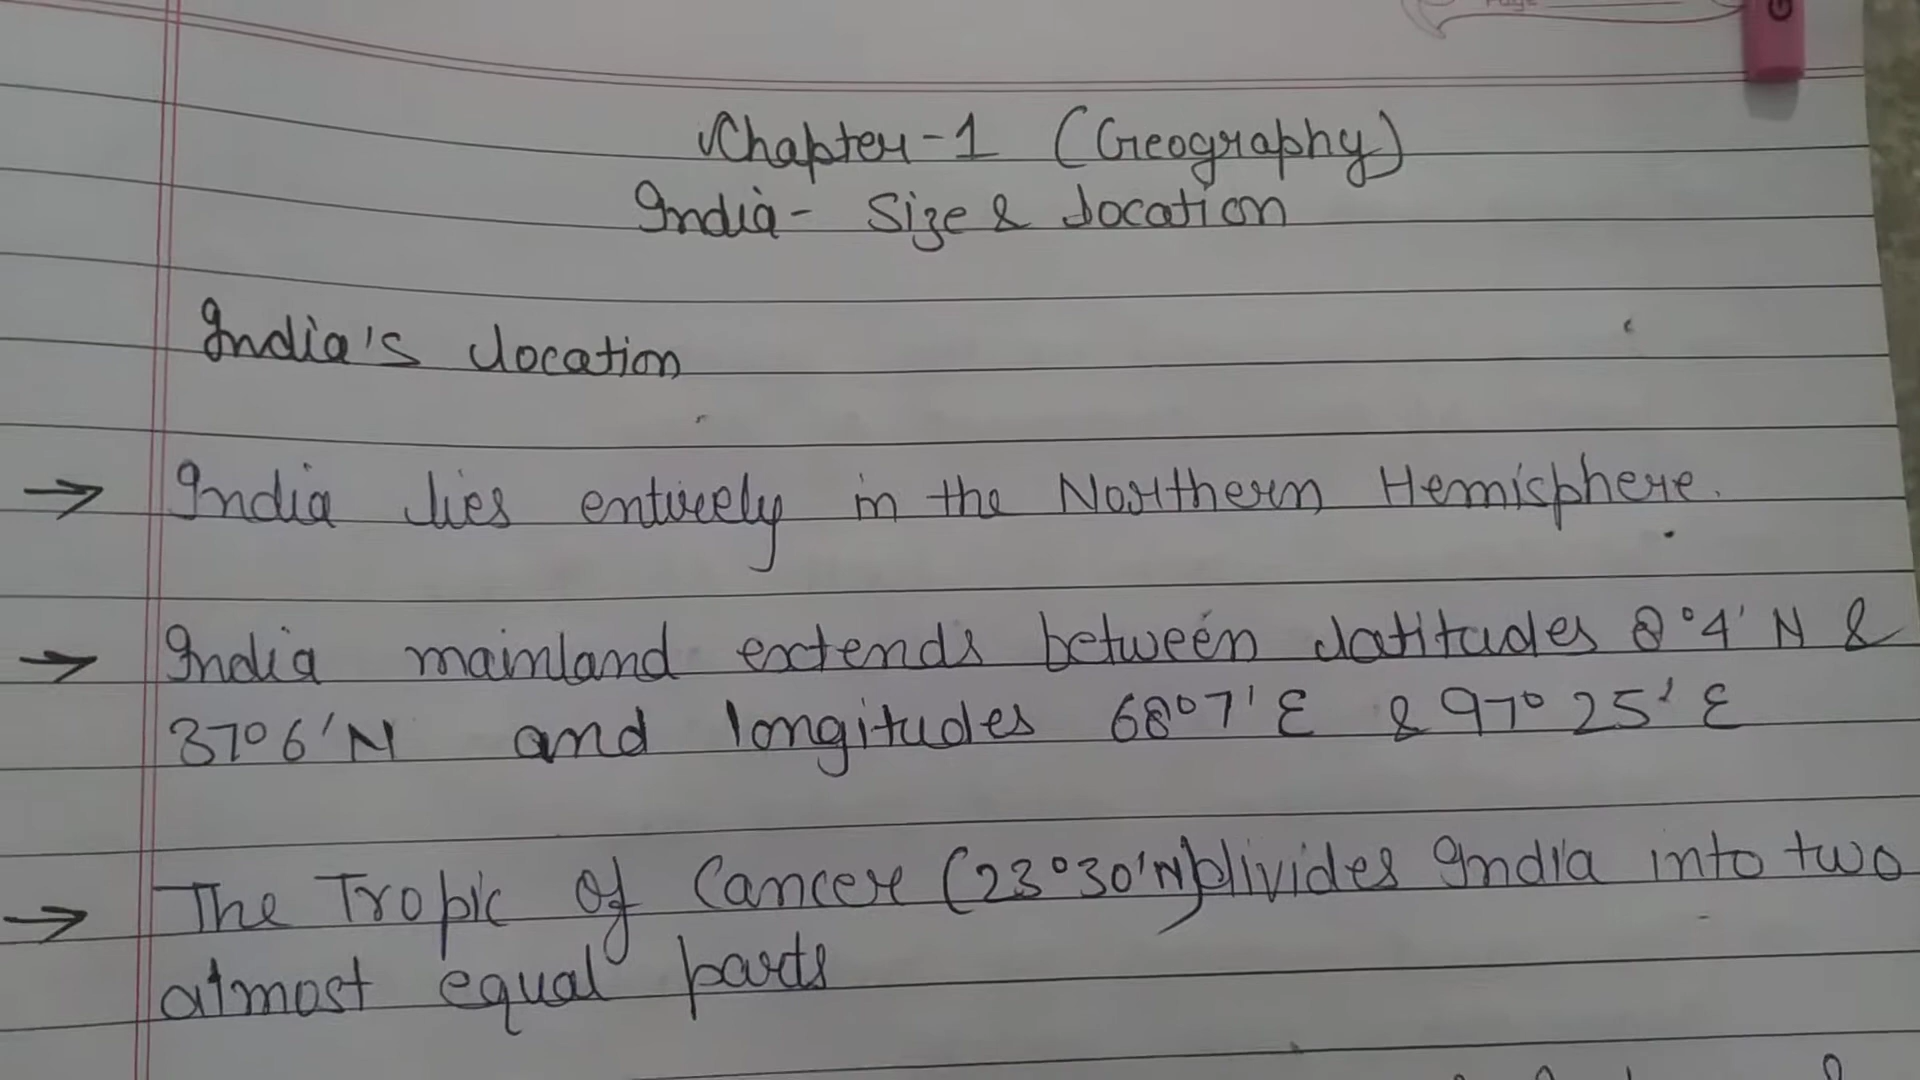 Chapter-1 (Geography)
India- Size & Location
India's Location
→ India lies entirely in the Northern Hemisphere.
→ India mainland extends between Latitudes 8°4'N &
37°6'N and longitudes 68°7'E & 97°25'E
→ The Tropic of Cancer (23°30'N) divides India into two
almost equal parts